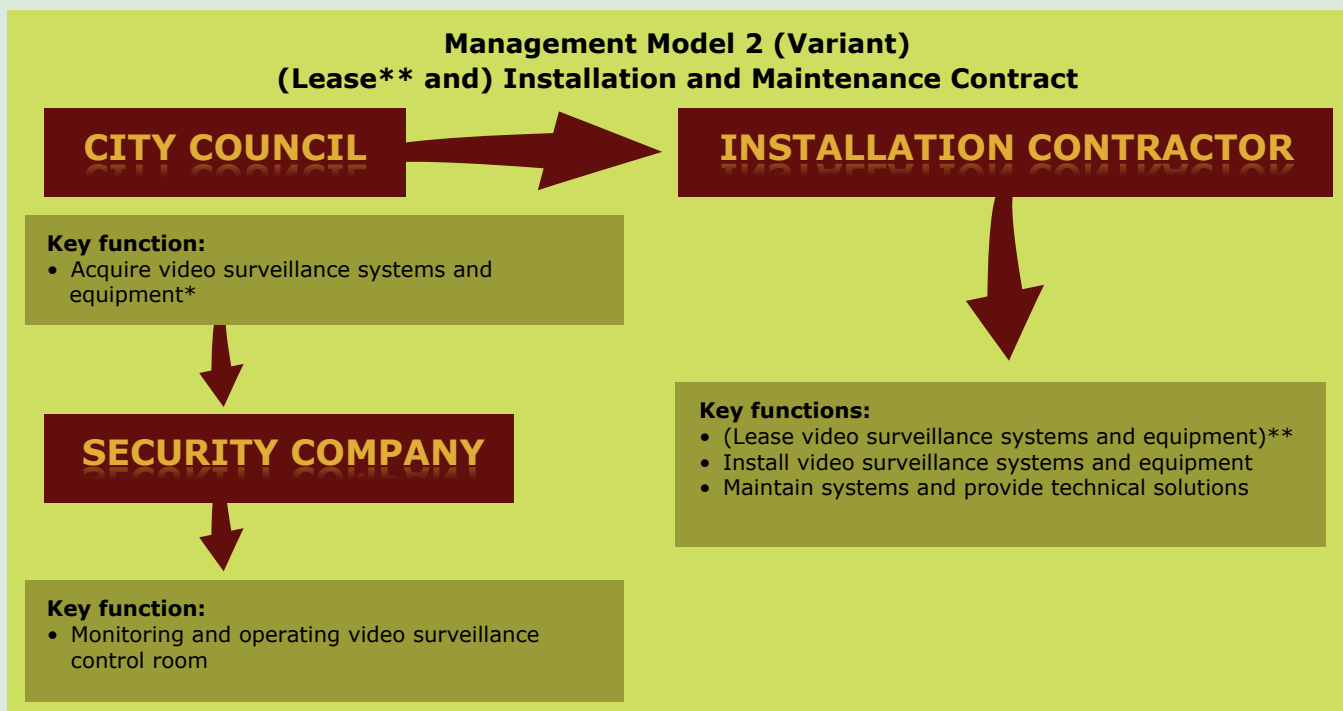 Management Model 2 (Variant)
(Lease** and) Installation and Maintenance Contract
CITY COUNCIL
INSTALLATION CONTRACTOR
Key function:
• Acquire video surveillance systems and
equipment*
SECURITY COMPANY
Key functions:
• (Lease video surveillance systems and equipment)**
• Install video surveillance systems and equipment
• Maintain systems and provide technical solutions
Key function:
• Monitoring and operating video surveillance
control room